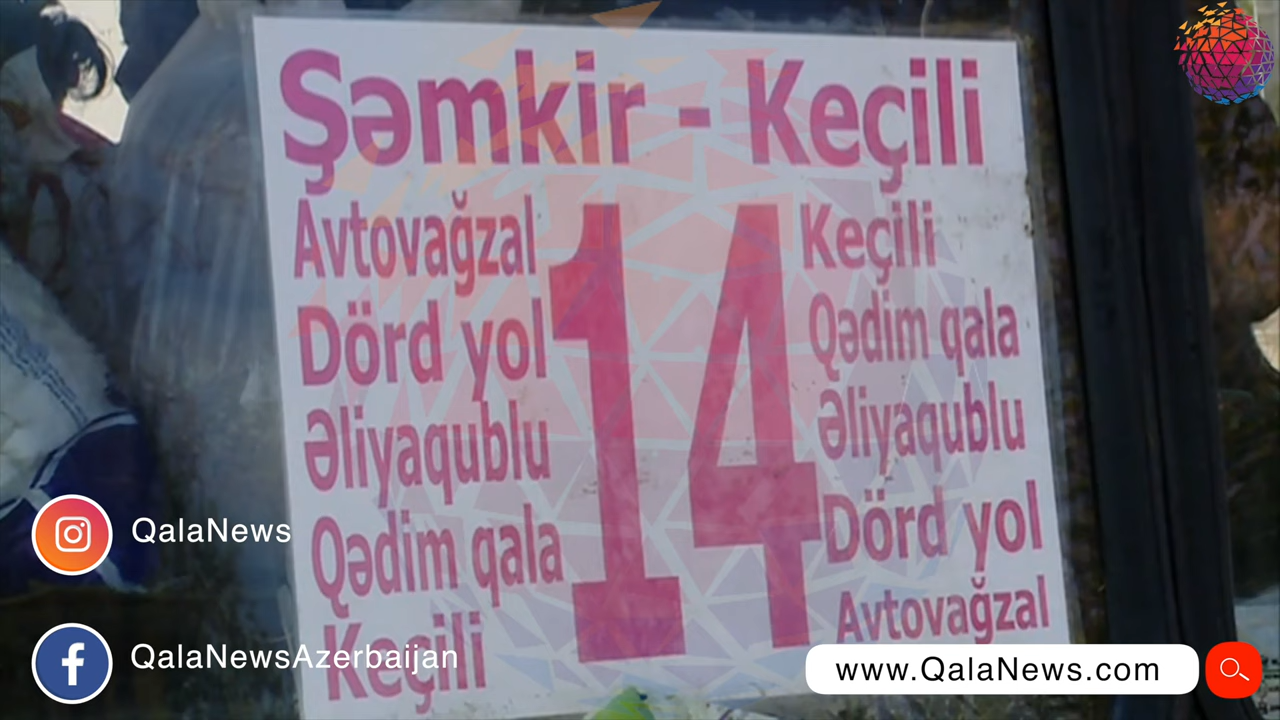 Şəmkir - Keçili
Avtovağzal
Dörd yol
Əliyaqublu
Qədim qala
Keçili
14
Keçili
Qədim qala
Əliyaqublu
Dörd yol
Avtovağzal
QalaNews
QalaNewsAzerbaijan
www.QalaNews.com